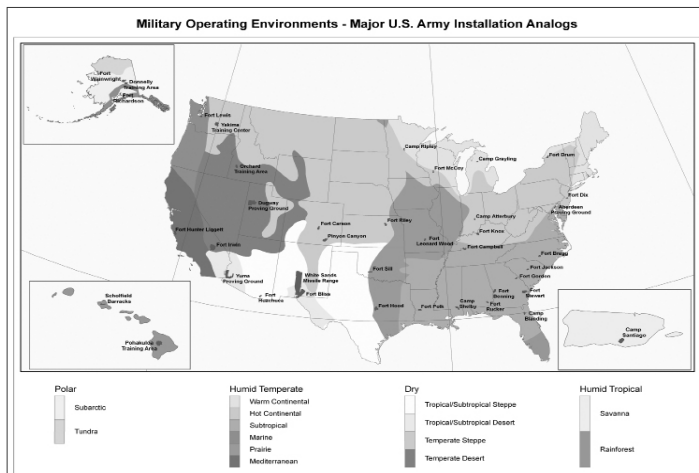 Military Operating Environments - Major U.S. Army Installation Analogs
Fort
Wainwright
Donnelly
Training Area
Fort
Richardson
Fort Lewis
Yakima
Training Center
Orchard
Training Area
Dugway
Proving Ground
Fort Hunter Liggett
Fort Irwin
Yuma
Proving Ground
Fort
Huachuca
White Sands
Missile Range
Fort Bliss
Fort Carson
Pinyon Canyon
Fort Riley
Fort
Leonard Wood
Fort Sill
Fort Hood
Fort Polk
Camp
Shelby
Camp Ripley
Fort McCoy
Camp Grayling
Camp Atterbury
Fort Knox
Fort Campbell
Fort Drum
Fort Dix
Aberdeen
Proving Ground
Fort Bragg
Fort Jackson
Fort Gordon
Fort
Benning
Fort
Stewart
Fort
Rucker
Camp
Blanding
Schofield
Barracks
Pohakuloa
Training Area
Camp
Santiago
Polar
Subarctic
Tundra
Humid Temperate
Warm Continental
Hot Continental
Subtropical
Marine
Prairie
Mediterranean
Dry
Tropical/Subtropical Steppe
Tropical/Subtropical Desert
Temperate Steppe
Temperate Desert
Humid Tropical
Savanna
Rainforest